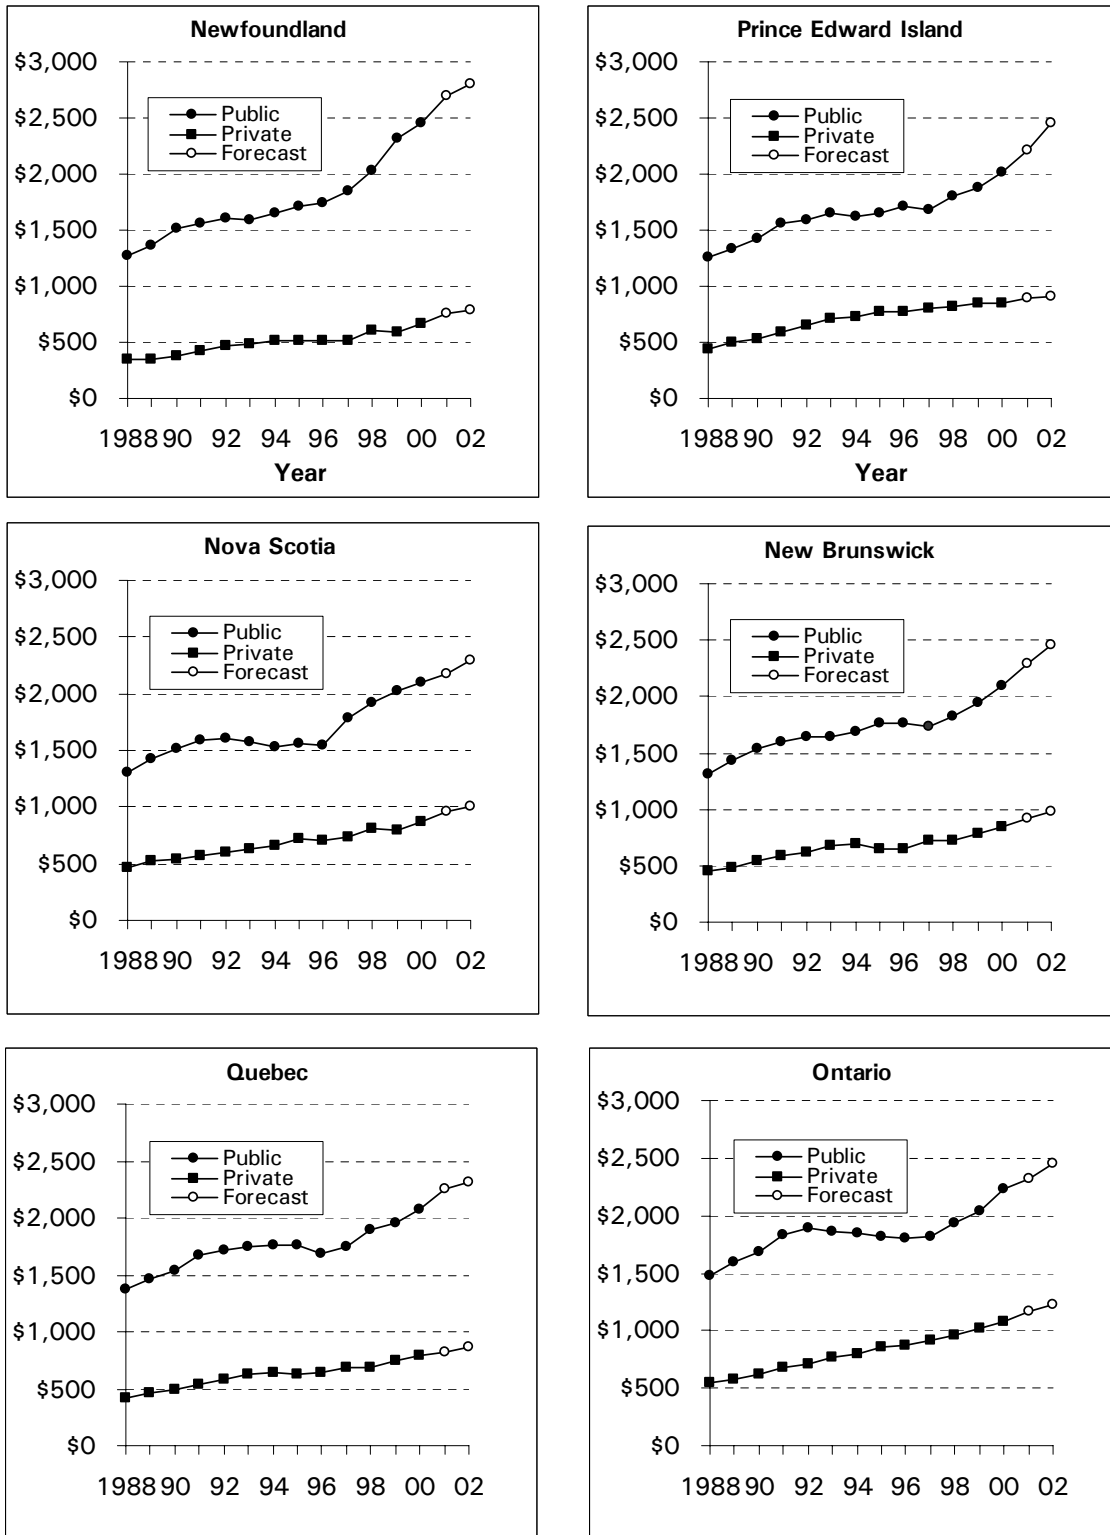 Newfoundland
$3,000
$2,500
$2,000
$1,500
$1,000
$500
$0
Public
Private
Forecast
1988 90 92 94 96 98 00 02
Year
Prince Edward Island
$3,000
$2,500
$2,000
$1,500
$1,000
$500
$0
Public
Private
Forecast
1988 90 92 94 96 98 00 02
Year
Nova Scotia
$3,000
$2,500
$2,000
$1,500
$1,000
$500
$0
Public
Private
Forecast
1988 90 92 94 96 98 00 02
New Brunswick
$3,000
$2,500
$2,000
$1,500
$1,000
$500
$0
Public
Private
Forecast
1988 90 92 94 96 98 00 02
Quebec
$3,000
$2,500
$2,000
$1,500
$1,000
$500
$0
Public
Private
Forecast
1988 90 92 94 96 98 00 02
Ontario
$3,000
$2,500
$2,000
$1,500
$1,000
$500
$0
Public
Private
Forecast
1988 90 92 94 96 98 00 02